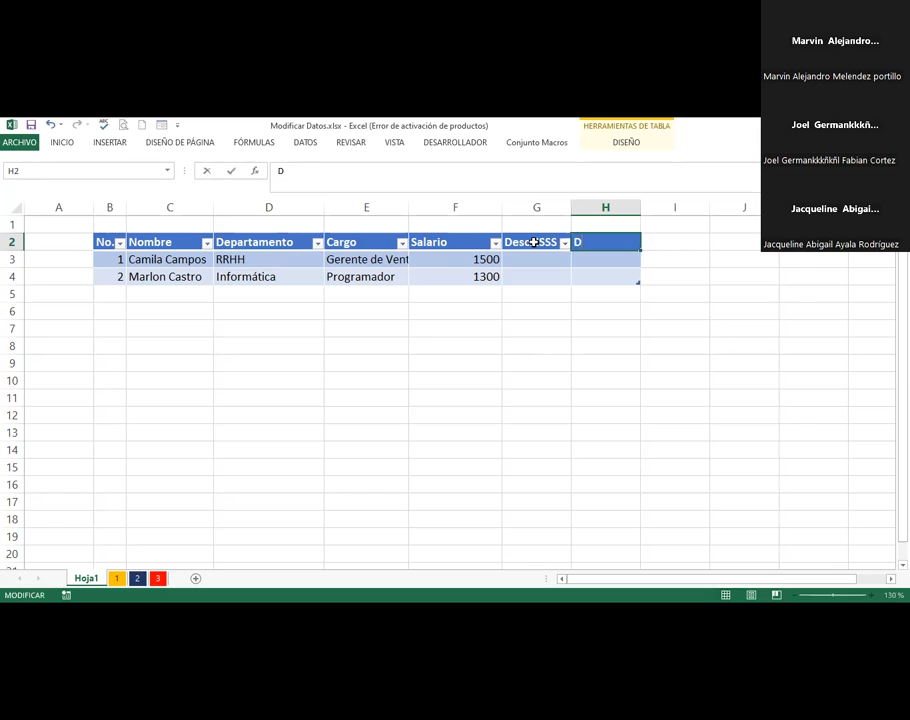 Marvin Alejandro...
Marvin Alejandro Melendez portillo
Joel Germankkkñ...
Joel Germankkkñkñl Fabian Cortez
Jacqueline Abigai...
Jacqueline Abigail Ayala Rodríguez
Modificar Datos.xlsx - Excel (Error de activación de productos)
HERRAMIENTAS DE TABLA
ARCHIVO INICIO INSERTAR DISEÑO DE PÁGINA FÓRMULAS DATOS REVISAR VISTA DESARROLLADOR Conjunto Macros DISEÑO
H2 D
A B C D E F G H I J
1
2 No. Nombre Departamento Cargo Salario D
3 1 Camila Campos RRHH Gerente de Vent 1500
4 2 Marlon Castro Informática Programador 1300
5
6
7
8
9
10
11
12
13
14
15
16
17
18
19
20
Hoja1 1 2 3
MODIFICAR 130 %